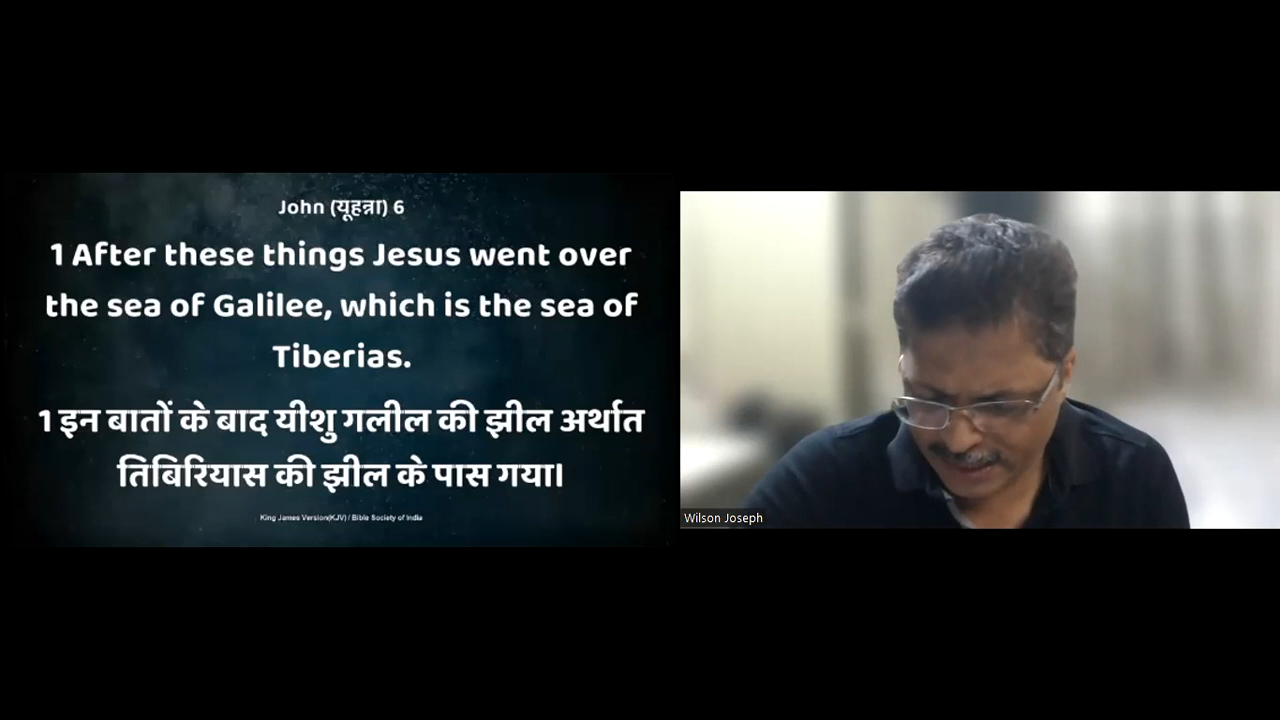 John (यूहन्ना) 6
1 After these things Jesus went over
the sea of Galilee, which is the sea of
Tiberias.
1 इन बातों के बाद यीशु गलील की झील अर्थात
तिबिरियास की झील के पास गया।
King James Version(KJV) / Bible Society of India
Wilson Joseph